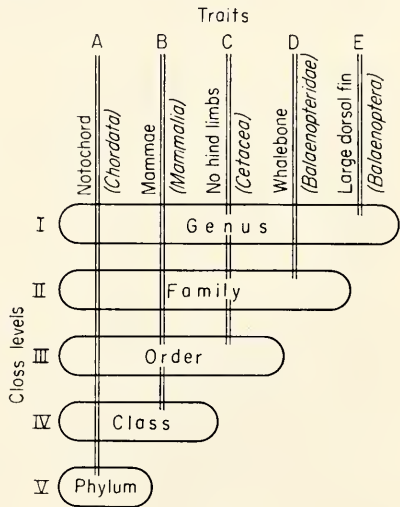 Traits
A B C D E
Notochord
(Chordata)
Mammae
(Mammalia)
No hind limbs
(Cetacea)
Whalebone
(Balaenopteridae)
Large dorsol fin
(Balaenoptera)
Class levels
I Genus
II Family
III Order
IV Class
V Phylum